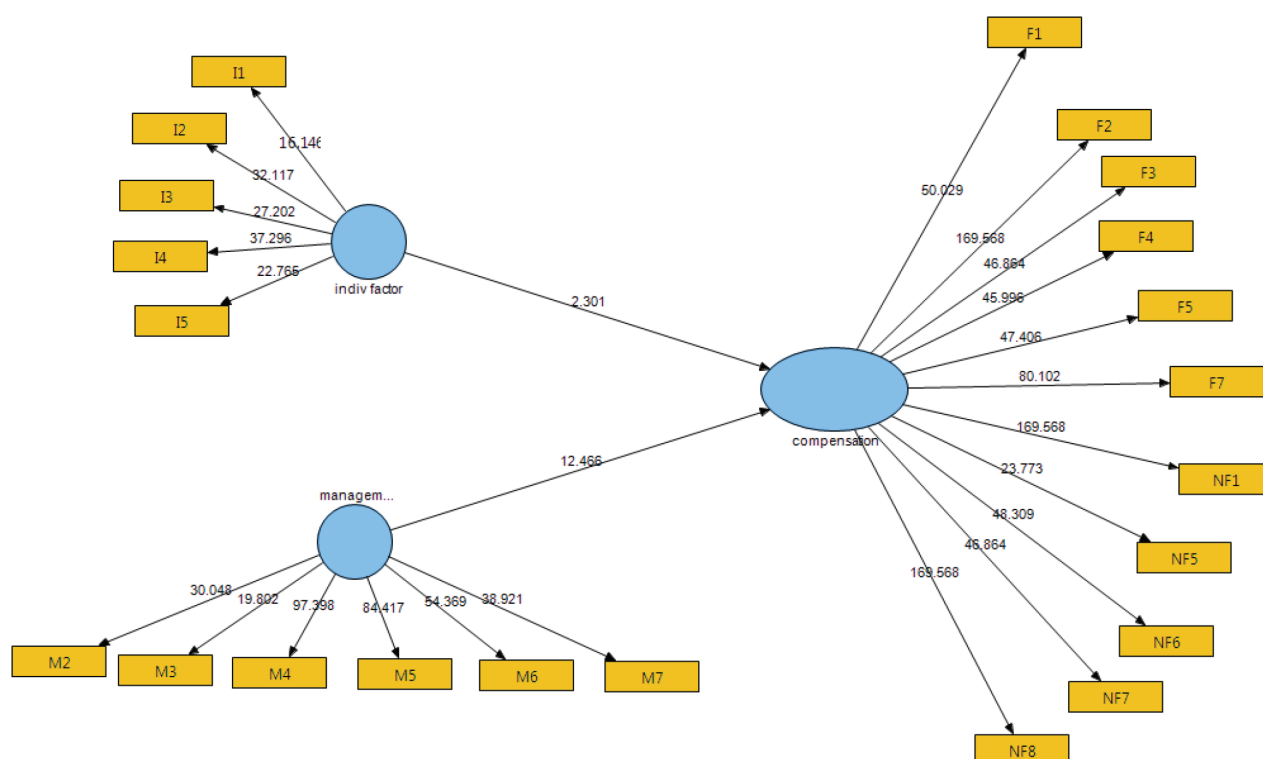 F1
I1
I2
F2
16.146
F3
32.117
I3
50.029
27.202
F4
169.568
37.296
I4
46.864
22.765
45.996
indiv factor
F5
2.301
I5
47.406
80.102
F7
compensation
169.568
12.466
23.773
NF1
managem...
48.309
46.864
NF5
169.568
30.048
19.802
97.398
84.417
54.369
38.921
NF6
M2
M3
M4
M5
M6
M7
NF7
NF8